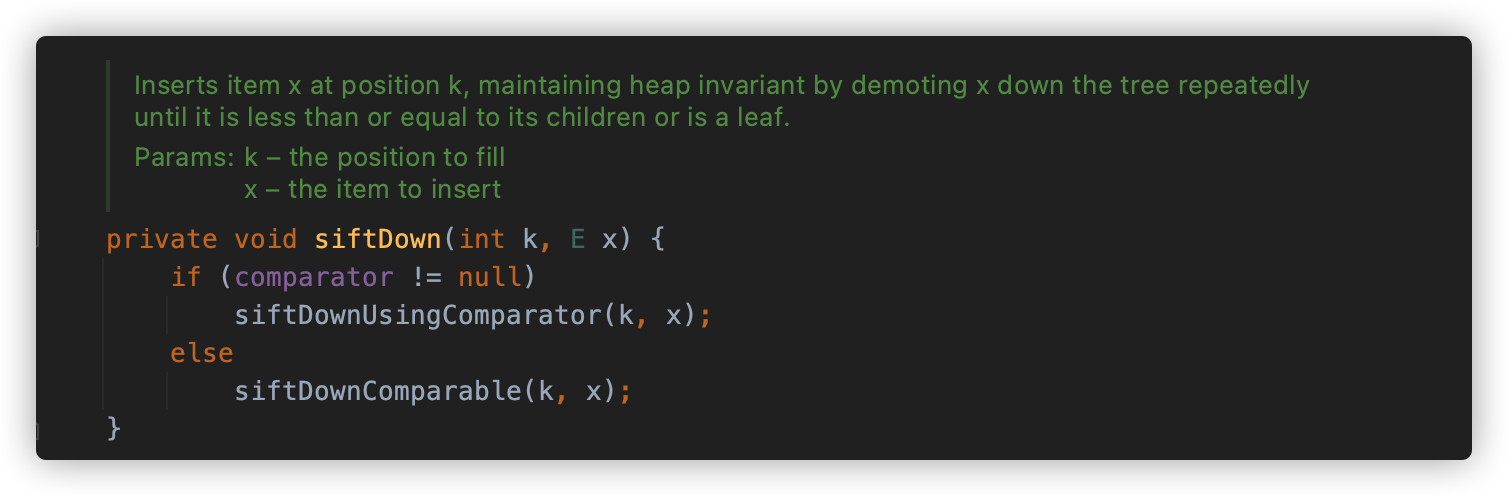 Inserts item x at position k, maintaining heap invariant by demoting x down the tree repeatedly
until it is less than or equal to its children or is a leaf.
Params: k – the position to fill
x – the item to insert
private void siftDown(int k, E x) {
    if (comparator != null)
        siftDownUsingComparator(k, x);
    else
        siftDownComparable(k, x);
}